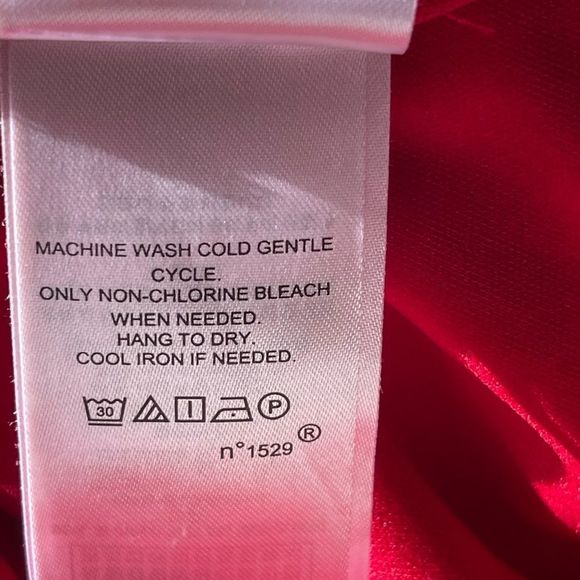 MACHINE WASH COLD GENTLE
CYCLE.
ONLY NON-CHLORINE BLEACH
WHEN NEEDED.
HANG TO DRY.
COOL IRON IF NEEDED.
30 P
n°1529 ®